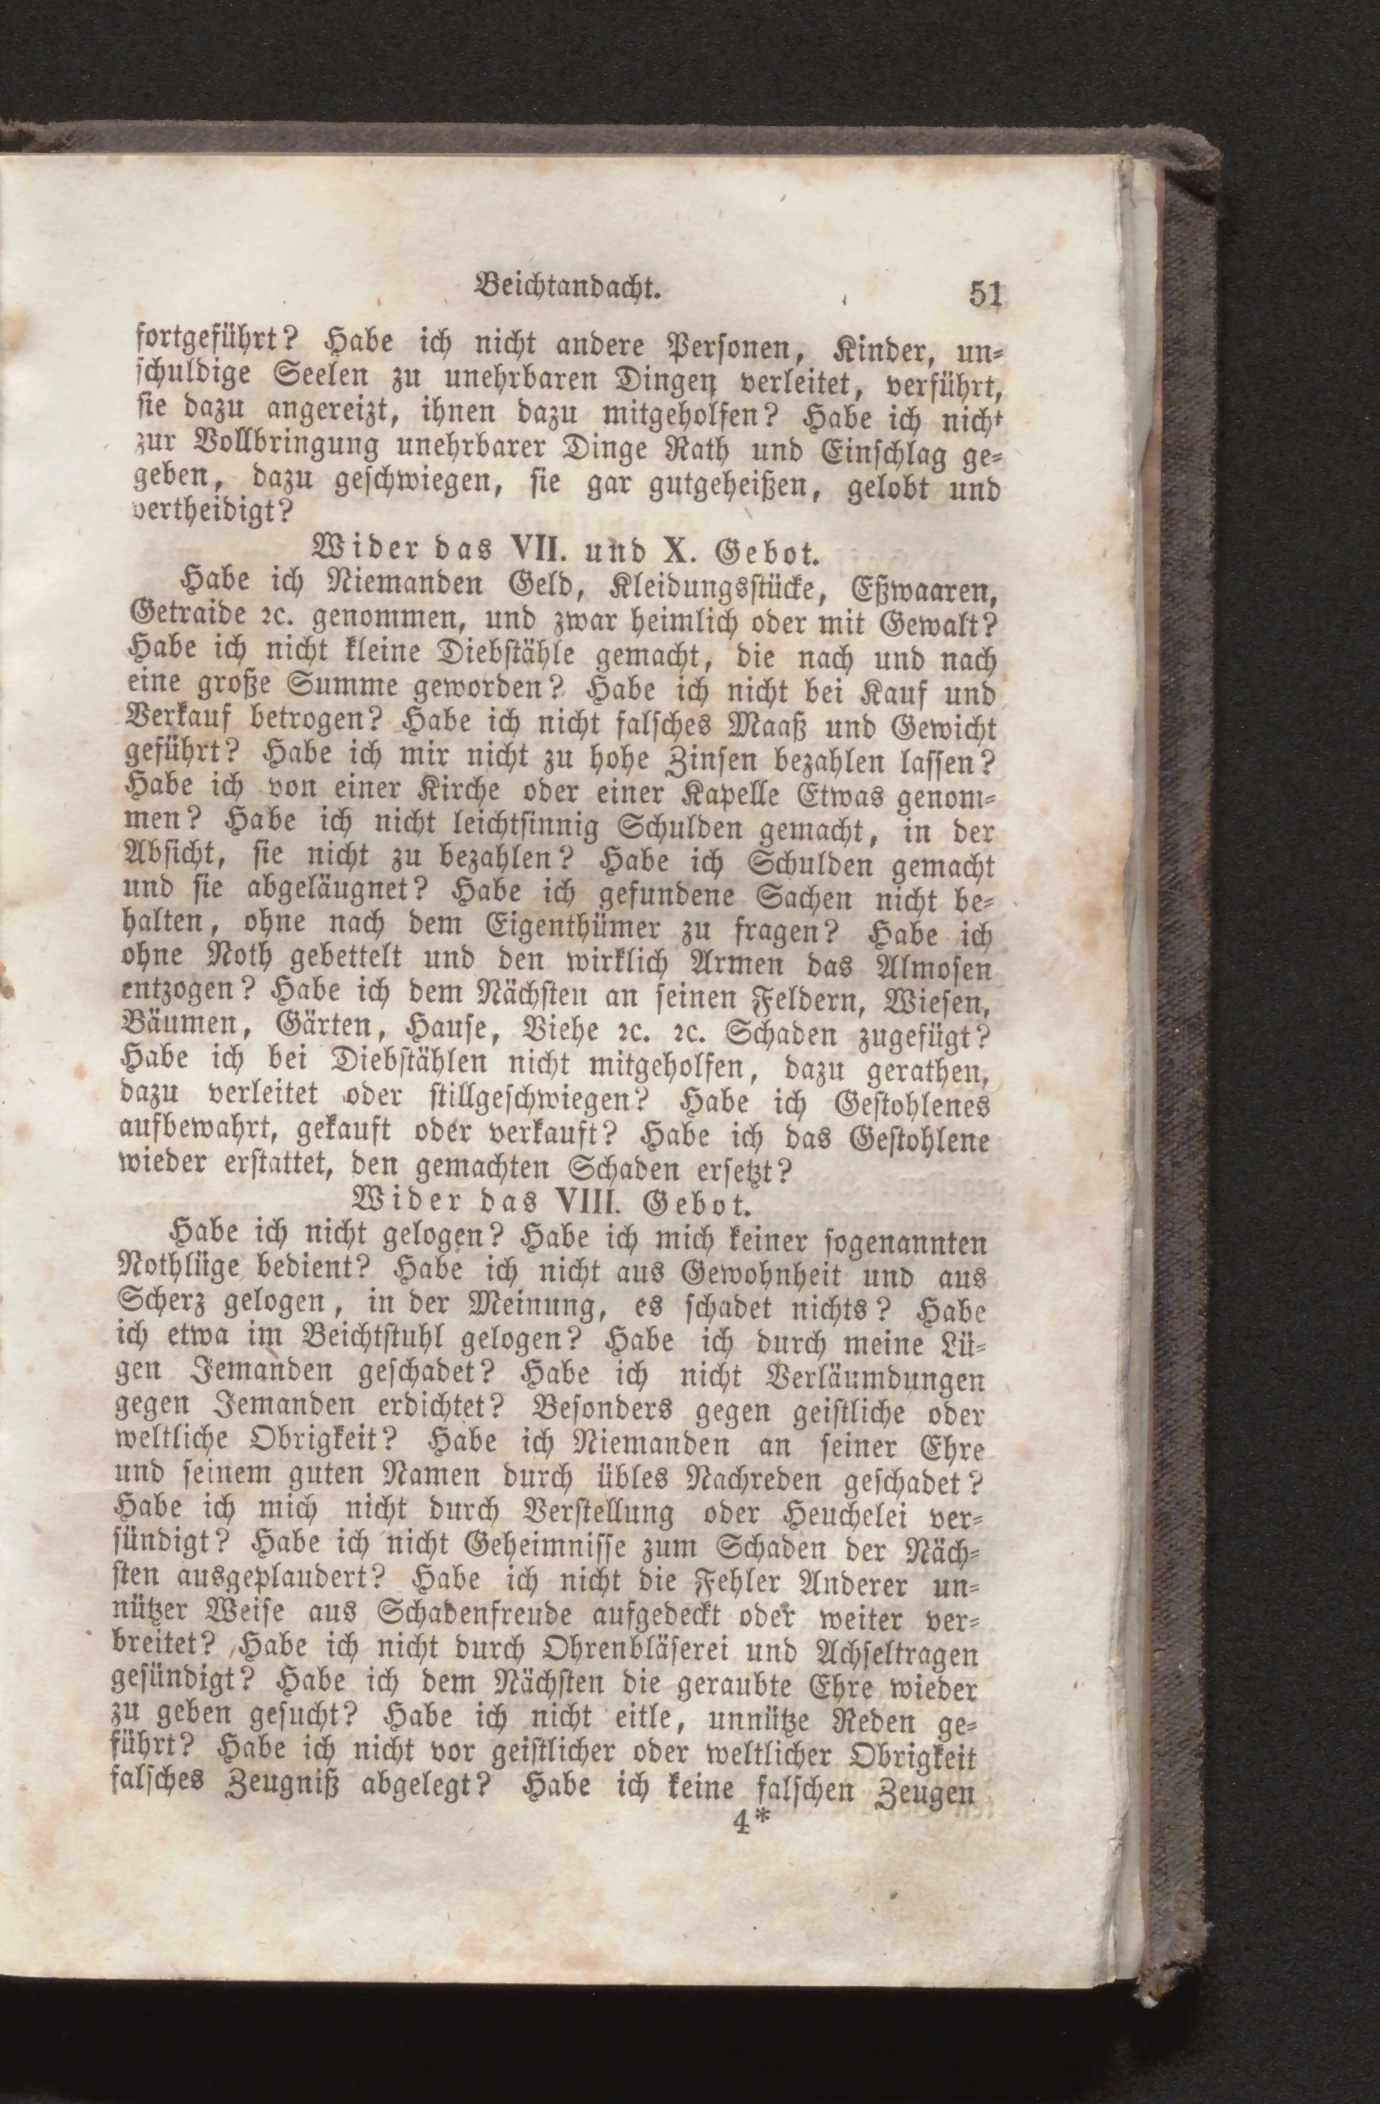 Beichtandacht. 51
fortgeführt? Habe ich nicht andere Personen, Kinder, un-
schuldige Seelen zu unehrbaren Dingen verleitet, verführt,
sie dazu angereizt, ihnen dazu mitgeholfen? Habe ich nicht
zur Vollbringung unehrbarer Dinge Rath und Einschlag ge-
geben, dazu geschwiegen, sie gar gutgeheißen, gelobt und
vertheidigt?
Wider das VII. und X. Gebot.
Habe ich Niemanden Geld, Kleidungsstücke, Eßwaaren,
Getraide ꝛc. genommen, und zwar heimlich oder mit Gewalt?
Habe ich nicht kleine Diebstähle gemacht, die nach und nach
eine große Summe geworden? Habe ich nicht bei Kauf und
Verkauf betrogen? Habe ich nicht falsches Maaß und Gewicht
geführt? Habe ich mir nicht zu hohe Zinsen bezahlen lassen?
Habe ich von einer Kirche oder einer Kapelle Etwas genom-
men? Habe ich nicht leichtsinnig Schulden gemacht, in der
Absicht, sie nicht zu bezahlen? Habe ich Schulden gemacht
und sie abgeläugnet? Habe ich gefundene Sachen nicht be-
halten, ohne nach dem Eigenthümer zu fragen? Habe ich
ohne Noth gebettelt und den wirklich Armen das Almosen
entzogen? Habe ich dem Nächsten an seinen Feldern, Wiesen,
Bäumen, Gärten, Hause, Viehe ꝛc. ꝛc. Schaden zugefügt?
Habe ich bei Diebstählen nicht mitgeholfen, dazu gerathen,
dazu verleitet oder stillgeschwiegen? Habe ich Gestohlenes
aufbewahrt, gekauft oder verkauft? Habe ich das Gestohlene
wieder erstattet, den gemachten Schaden ersetzt?
Wider das VIII. Gebot.
Habe ich nicht gelogen? Habe ich mich keiner sogenannten
Nothlüge bedient? Habe ich nicht aus Gewohnheit und aus
Scherz gelogen, in der Meinung, es schadet nichts? Habe
ich etwa im Beichtstuhl gelogen? Habe ich durch meine Lü-
gen Jemanden geschadet? Habe ich nicht Verläumdungen
gegen Jemanden erdichtet? Besonders gegen geistliche oder
weltliche Obrigkeit? Habe ich Niemanden an seiner Ehre
und seinem guten Namen durch übles Nachreden geschadet?
Habe ich mich nicht durch Verstellung oder Heuchelei ver-
sündigt? Habe ich nicht Geheimnisse zum Schaden der Näch-
sten ausgeplaudert? Habe ich nicht die Fehler Anderer un-
nützer Weise aus Schadenfreude aufgedeckt oder weiter ver-
breitet? Habe ich nicht durch Ohrenbläserei und Achseltragen
gesündigt? Habe ich dem Nächsten die geraubte Ehre wieder
zu geben gesucht? Habe ich nicht eitle, unnütze Reden ge-
führt? Habe ich nicht vor geistlicher oder weltlicher Obrigkeit
falsches Zeugniß abgelegt? Habe ich keine falschen Zeugen
4*